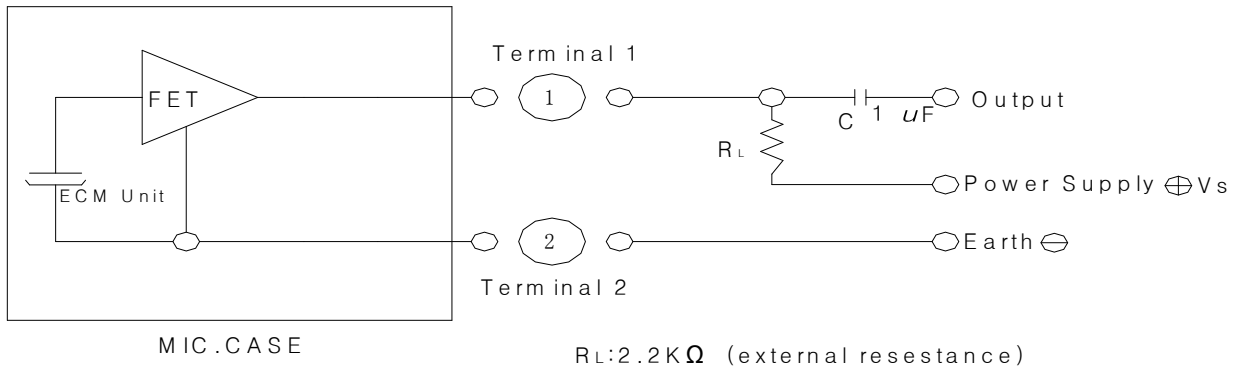 Terminal 1
FET
1
Output
C 1 uF
RL
ECM Unit
Power Supply ⊕Vs
2
Earth ⊖
Terminal 2
MIC.CASE
RL:2.2KΩ (external resestance)